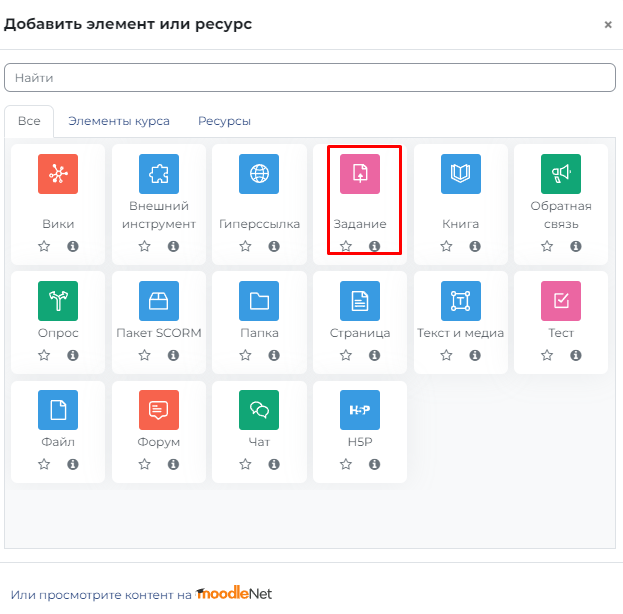 Добавить элемент или ресурс
×
Найти
Все Элементы курса Ресурсы
Вики
Внешний
инструмент
Гиперссылка
Задание
Книга
Обратная
связь
Опрос
Пакет SCORM
Папка
Страница
Текст и медиа
Тест
Файл
Форум
Чат
H5P
H5P
Или просмотрите контент на moodleNet